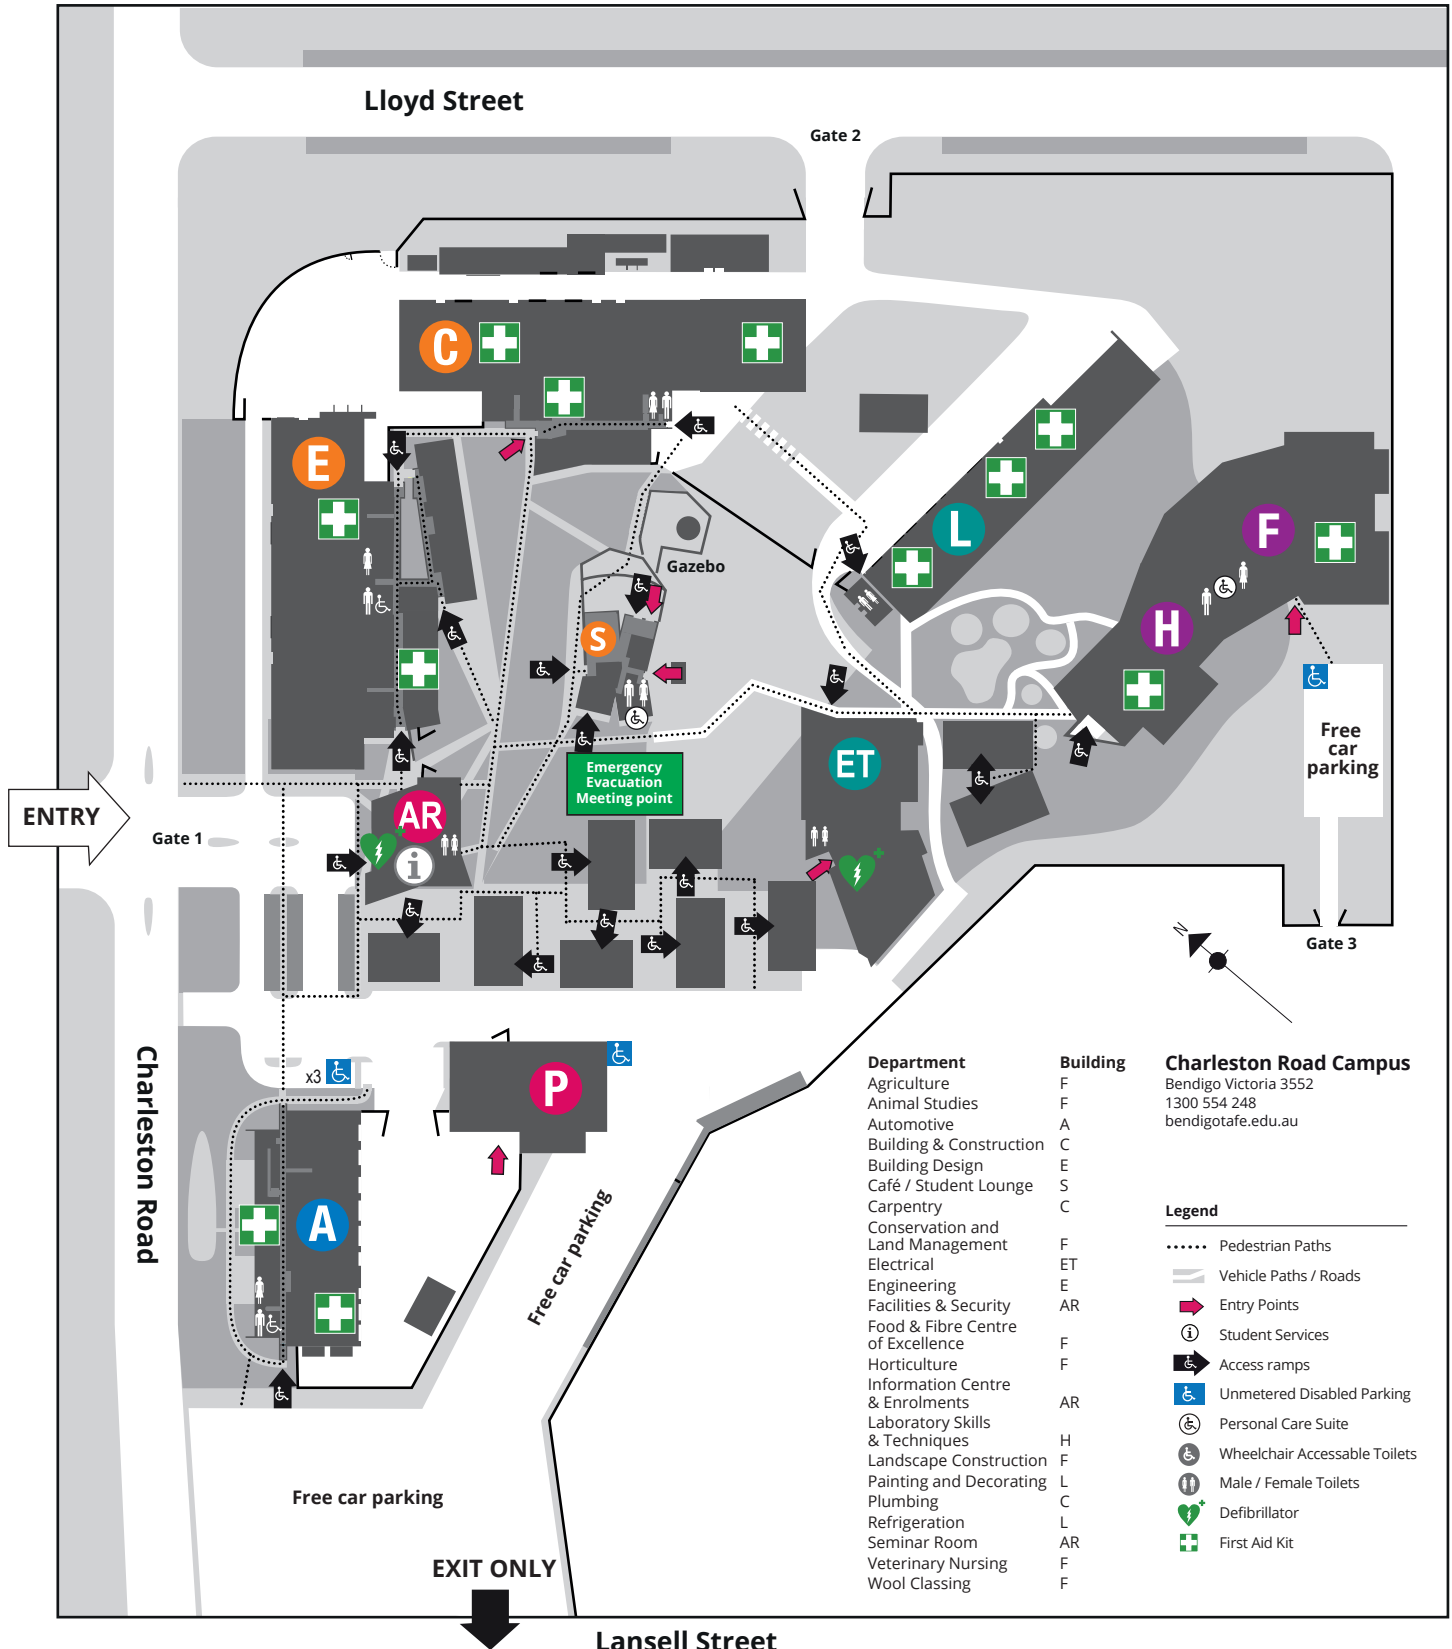 Lloyd Street
Gate 2
C
E
L
F
Gazebo
S
H
Free
car
parking
ET
Emergency
Evacuation
Meeting point
ENTRY
AR
Gate 1
i
N
Gate 3
Charleston Road
x3
P
A
Free car parking
Free car parking
EXIT ONLY
Lansell Street
Department Building
Agriculture F
Animal Studies F
Automotive A
Building & Construction C
Building Design E
Café / Student Lounge S
Carpentry C
Conservation and
Land Management F
Electrical ET
Engineering E
Facilities & Security AR
Food & Fibre Centre
of Excellence F
Horticulture F
Information Centre
& Enrolments AR
Laboratory Skills
& Techniques H
Landscape Construction F
Painting and Decorating L
Plumbing C
Refrigeration L
Seminar Room AR
Veterinary Nursing F
Wool Classing F
Charleston Road Campus
Bendigo Victoria 3552
1300 554 248
bendigotafe.edu.au
Legend
Pedestrian Paths
Vehicle Paths / Roads
Entry Points
i Student Services
Access ramps
Unmetered Disabled Parking
Personal Care Suite
Wheelchair Accessable Toilets
Male / Female Toilets
Defibrillator
First Aid Kit